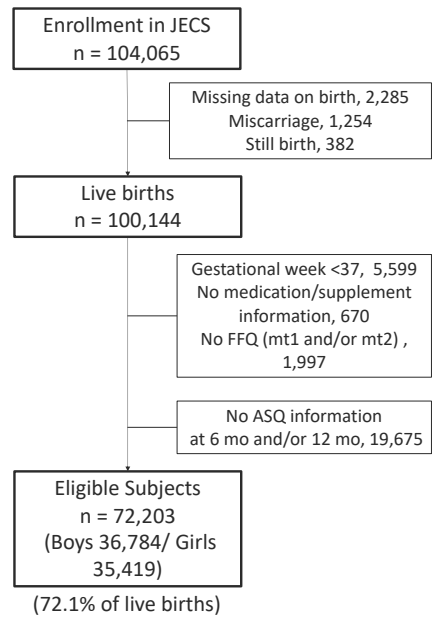 Enrollment in JECS
n = 104,065
Missing data on birth, 2,285
Miscarriage, 1,254
Still birth, 382
Live births
n = 100,144
Gestational week <37, 5,599
No medication/supplement
information, 670
No FFQ (mt1 and/or mt2) ,
1,997
No ASQ information
at 6 mo and/or 12 mo, 19,675
Eligible Subjects
n = 72,203
(Boys 36,784/ Girls
35,419)
(72.1% of live births)